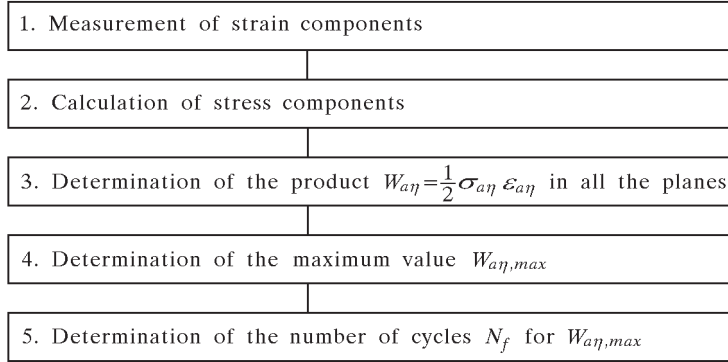 1. Measurement of strain components
2. Calculation of stress components
3. Determination of the product W_{aη}=\frac{1}{2}σ_{aη} ε_{aη} in all the planes
4. Determination of the maximum value W_{aη,max}
5. Determination of the number of cycles N_f for W_{aη,max}